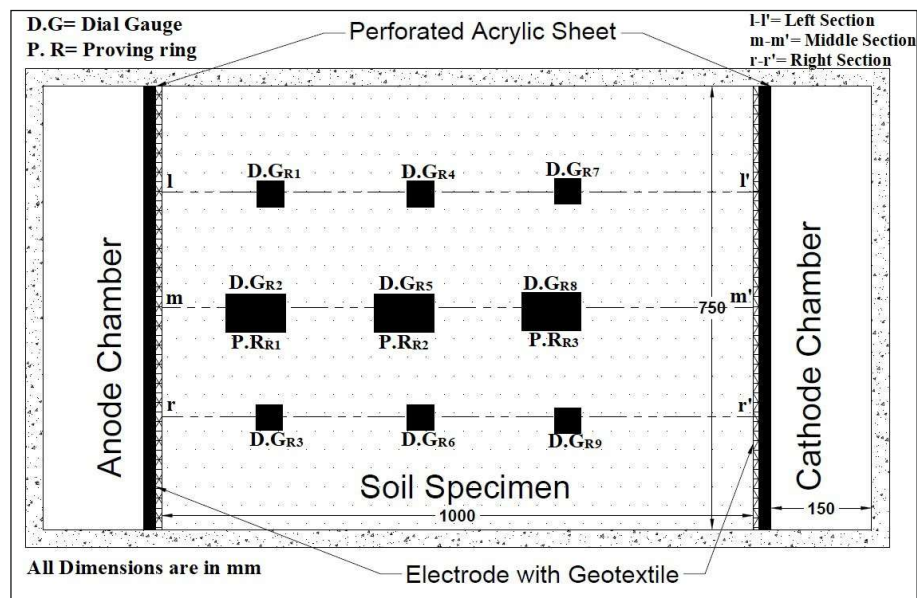 D.G= Dial Gauge
P. R= Proving ring
Perforated Acrylic Sheet
l-l'= Left Section
m-m'= Middle Section
r-r'= Right Section
D.GR1
D.GR4
D.GR7
l
l'
D.GR2
D.GR5
D.GR8
m
m'
750
P.RR1
P.RR2
P.RR3
Anode Chamber
Cathode Chamber
r
r'
D.GR3
D.GR6
D.GR9
Soil Specimen
1000
150
All Dimensions are in mm
Electrode with Geotextile